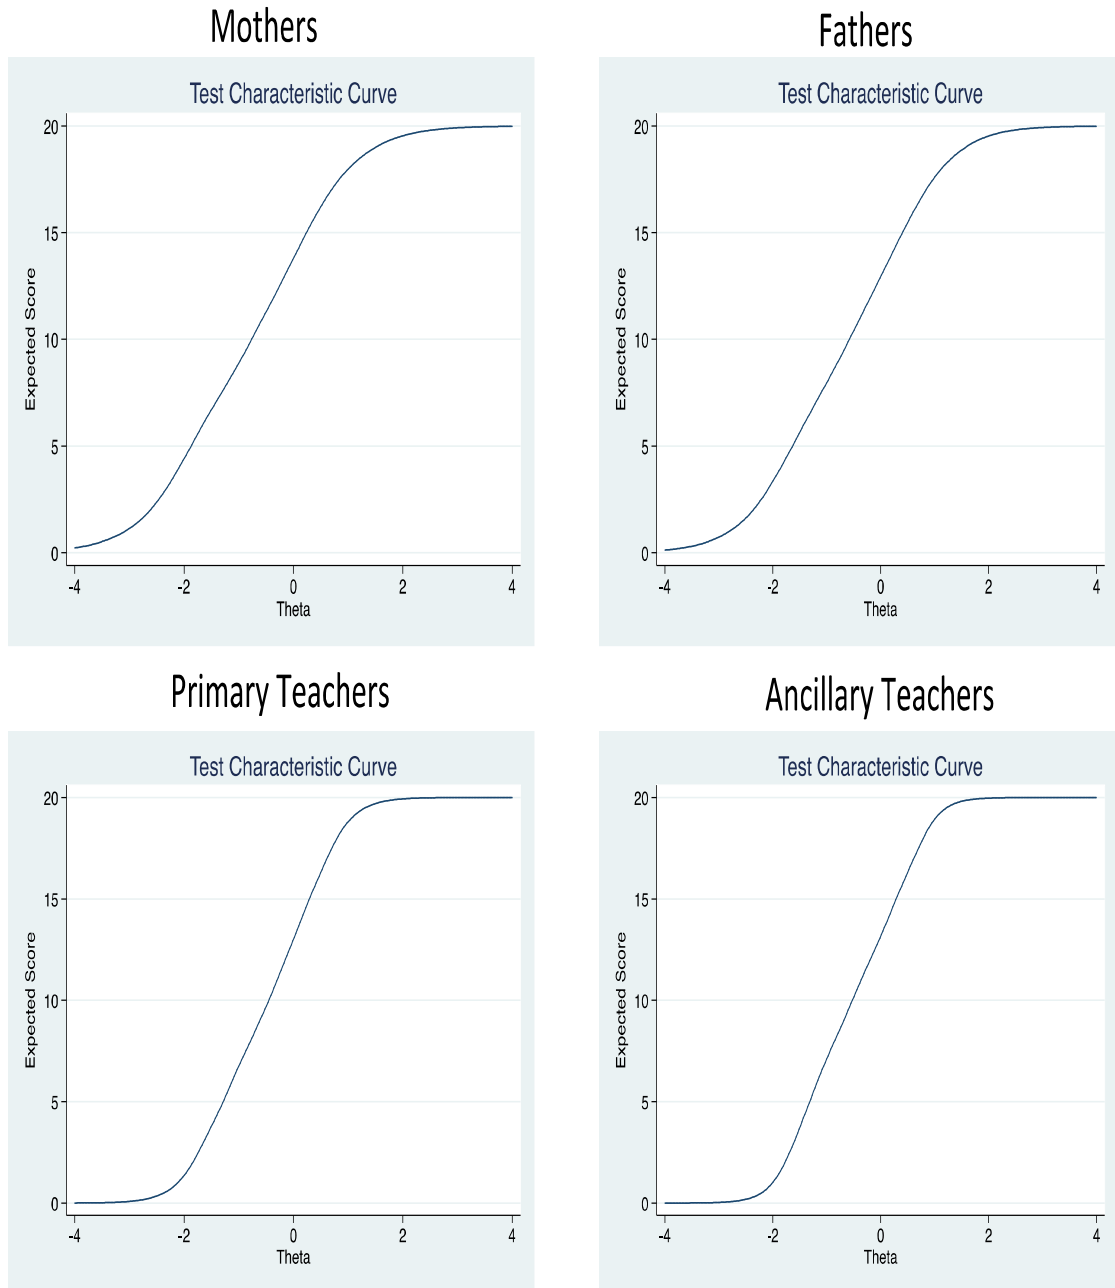 Mothers
Test Characteristic Curve
20
15
10
5
0
Expected Score
-4 -2 0 2 4
Theta
Fathers
Test Characteristic Curve
20
15
10
5
0
Expected Score
-4 -2 0 2 4
Theta
Primary Teachers
Test Characteristic Curve
20
15
10
5
0
Expected Score
-4 -2 0 2 4
Theta
Ancillary Teachers
Test Characteristic Curve
20
15
10
5
0
Expected Score
-4 -2 0 2 4
Theta